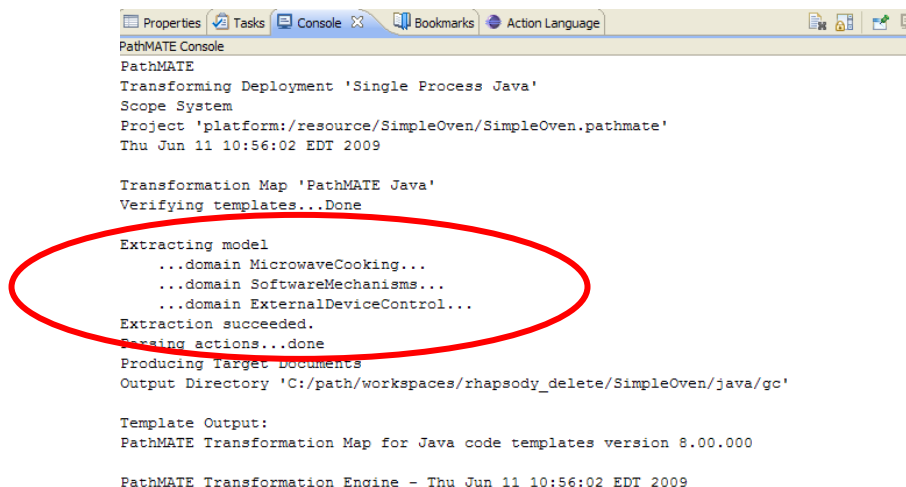 Properties Tasks Console Bookmarks Action Language
PathMATE Console
PathMATE
Transforming Deployment 'Single Process Java'
Scope System
Project 'platform:/resource/SimpleOven/SimpleOven.pathmate'
Thu Jun 11 10:56:02 EDT 2009
Transformation Map 'PathMATE Java'
Verifying templates...Done
Extracting model
...domain MicrowaveCooking...
...domain SoftwareMechanisms...
...domain ExternalDeviceControl...
Extraction succeeded.
Parsing actions...done
Producing Target Documents
Output Directory 'C:/path/workspaces/rhapsody_delete/SimpleOven/java/gc'
Template Output:
PathMATE Transformation Map for Java code templates version 8.00.000
PathMATE Transformation Engine - Thu Jun 11 10:56:02 EDT 2009